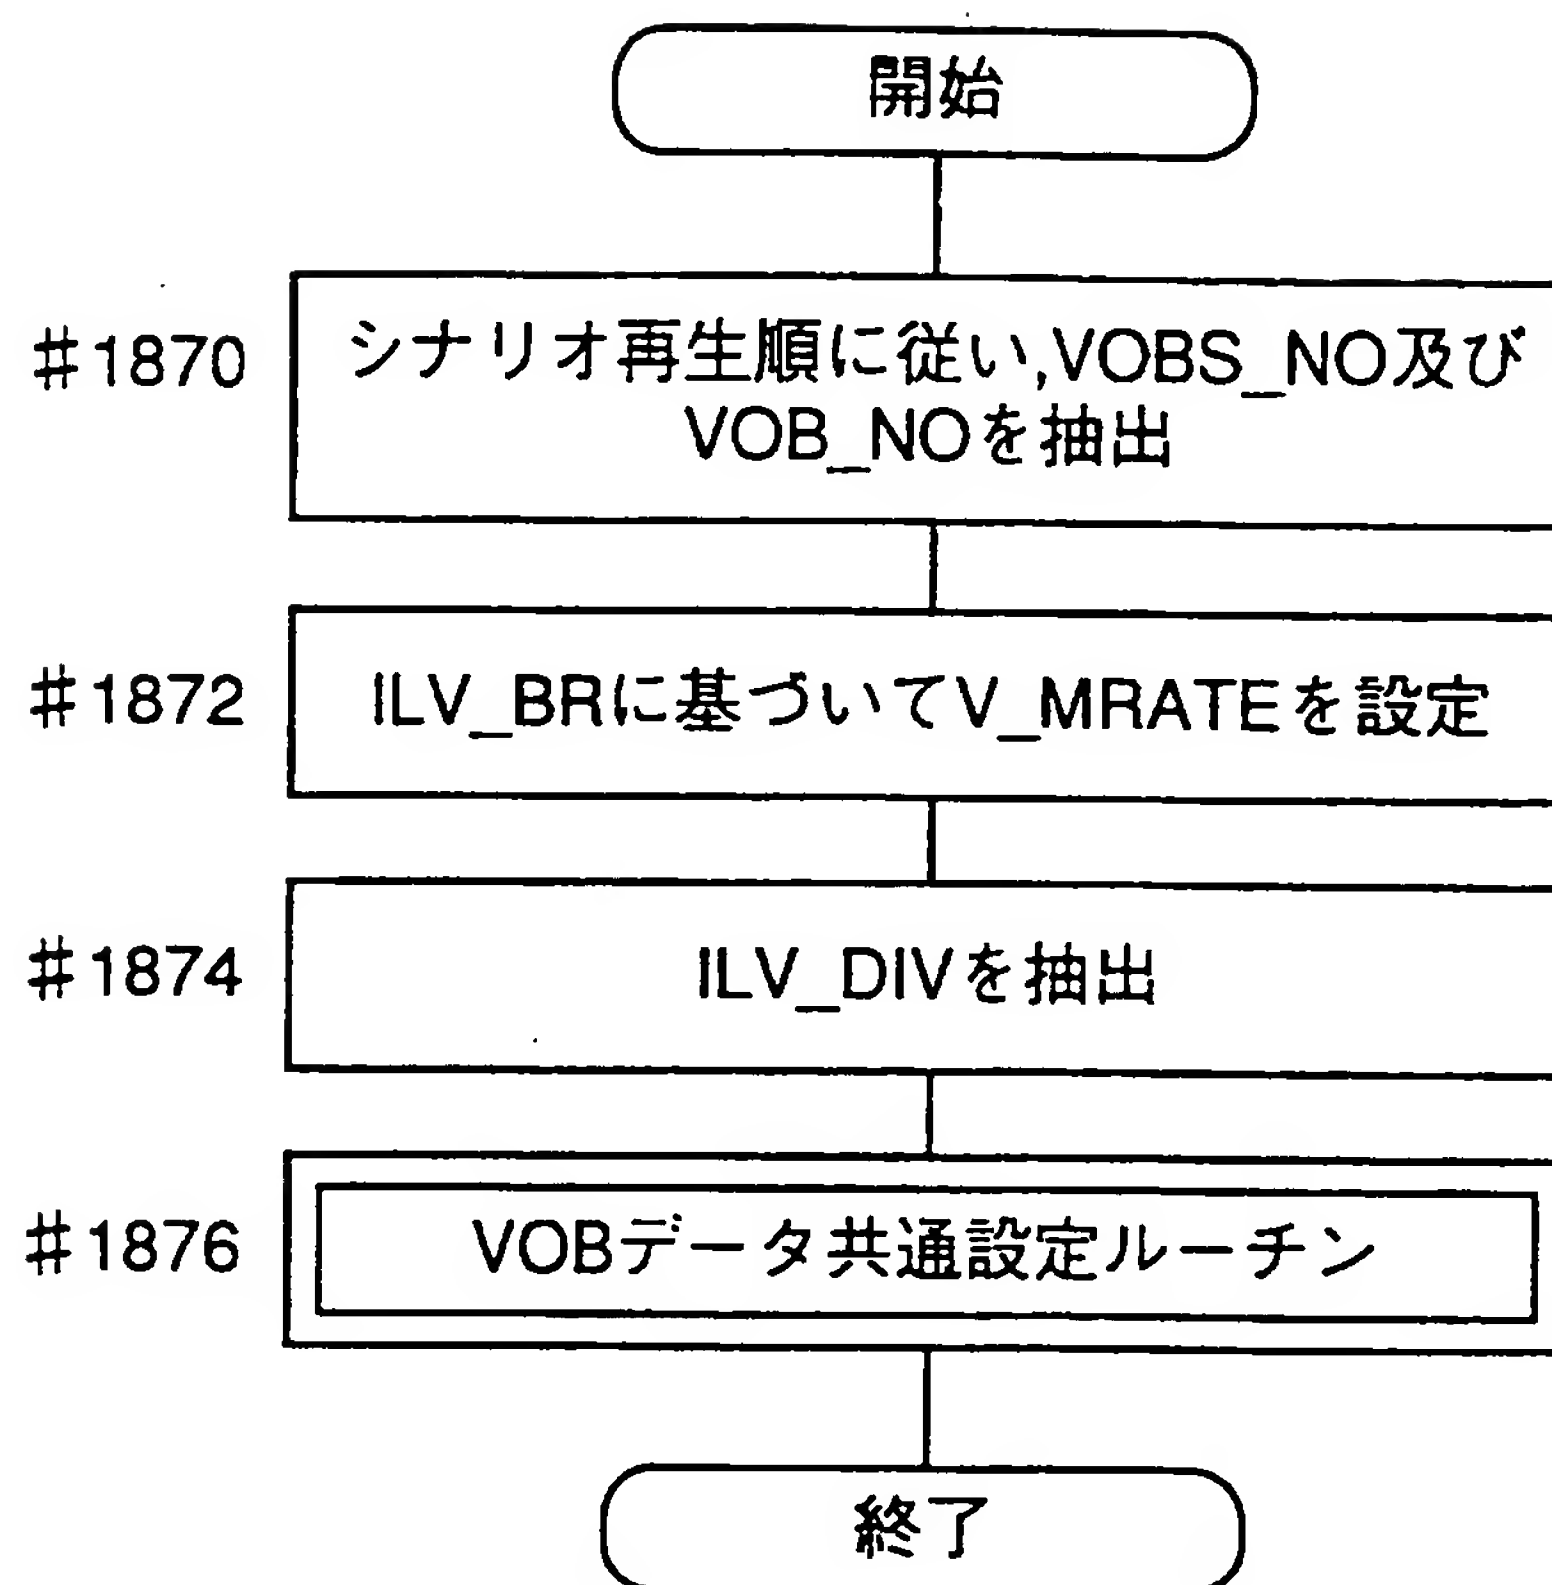 開始
#1870
シナリオ再生順に従い,VOBS_NO及び
VOB_NOを抽出
#1872
ILV_BRに基づいてV_MRATEを設定
#1874
ILV_DIVを抽出
#1876
VOBデータ共通設定ルーチン
終了